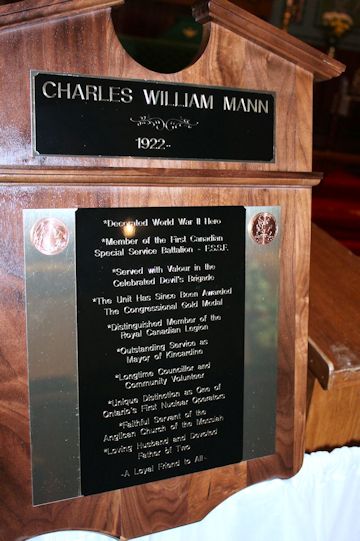 CHARLES WILLIAM MANN
1922-
*Decorated World War II Hero
*Member of the First Canadian
Special Service Battalion - F.S.S.F.
*Served with Valour in the
Celebrated Devil's Brigade
*The Unit Has Since Been Awarded
The Congressional Gold Medal
*Distinguished Member of the
Royal Canadian Legion
*Outstanding Service as
Mayor of Kincardine
*Longtime Councillor and
Community Volunteer
*Unique Distinction as One of
Ontario's First Nuclear Operators
*Faithful Servant of the
Anglican Church of the Messiah
*Loving Husband and Devoted
Father of Two
-A Loyal Friend to All-